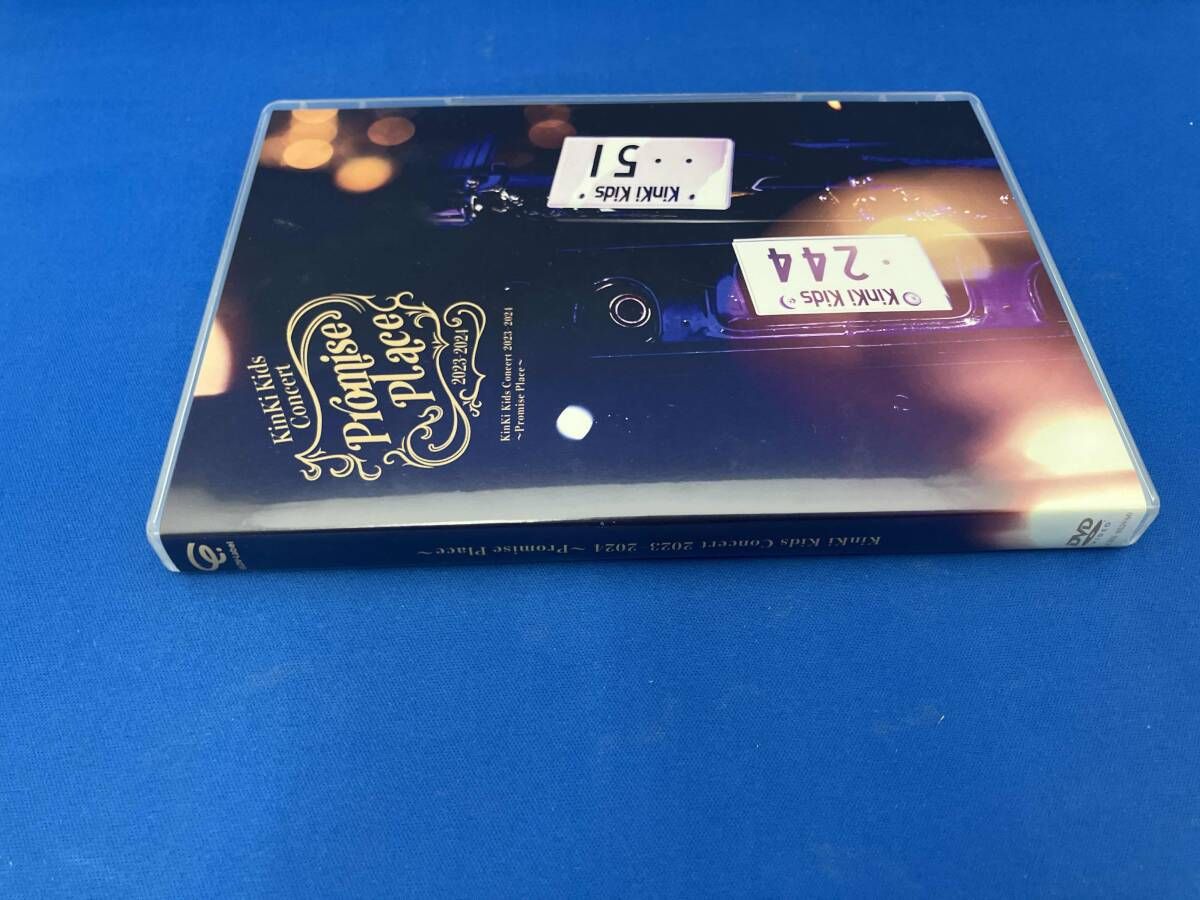 KinKi Kids
Concert
Promise
Place
2023-2024
KinKi Kids Concert 2023-2024
～Promise Place～
KinKi Kids
・・51
KinKi Kids
・244
KinKi Kids Concert 2023-2024 ～Promise Place～
DVD
VIDEO